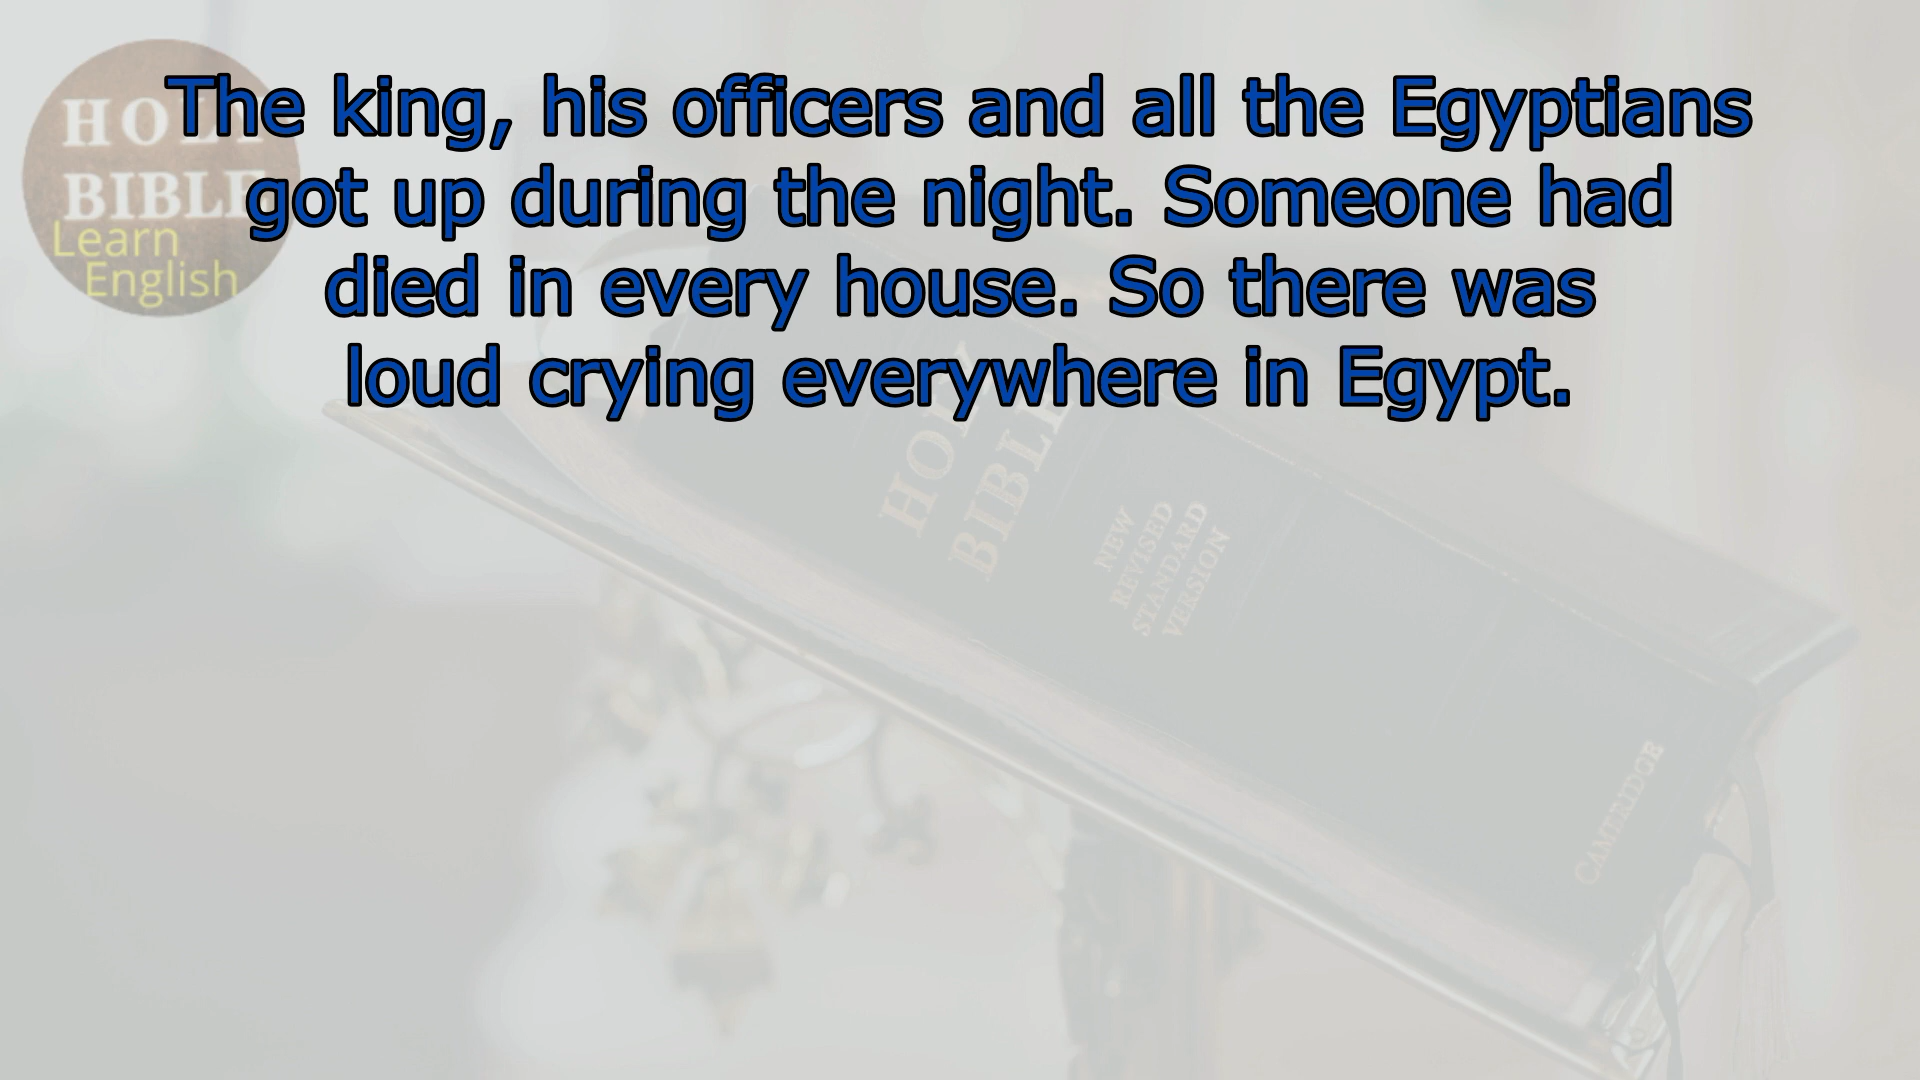 The king, his officers and all the Egyptians
got up during the night. Someone had
died in every house. So there was
loud crying everywhere in Egypt.
HOLY
BIBLE
Learn
English
HOLY
BIBLE
NEW
REVISED
STANDARD
VERSION
CAMBRIDGE